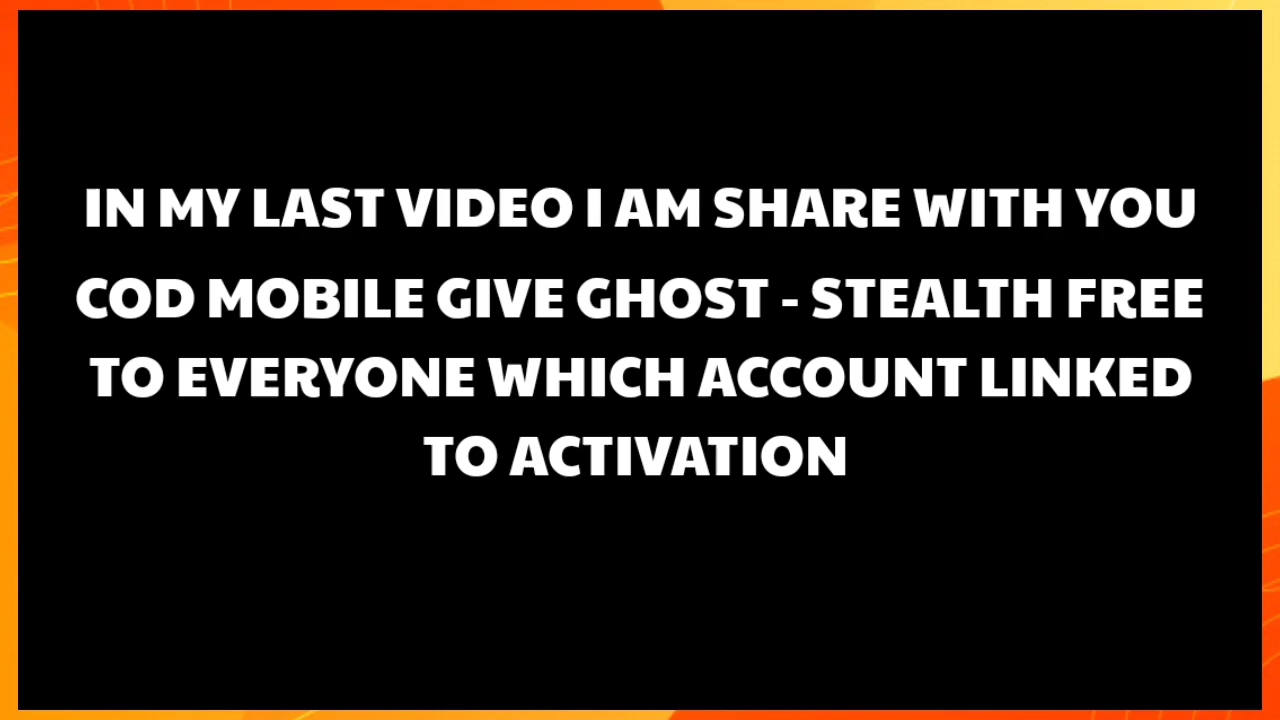 IN MY LAST VIDEO I AM SHARE WITH YOU
COD MOBILE GIVE GHOST - STEALTH FREE
TO EVERYONE WHICH ACCOUNT LINKED
TO ACTIVATION